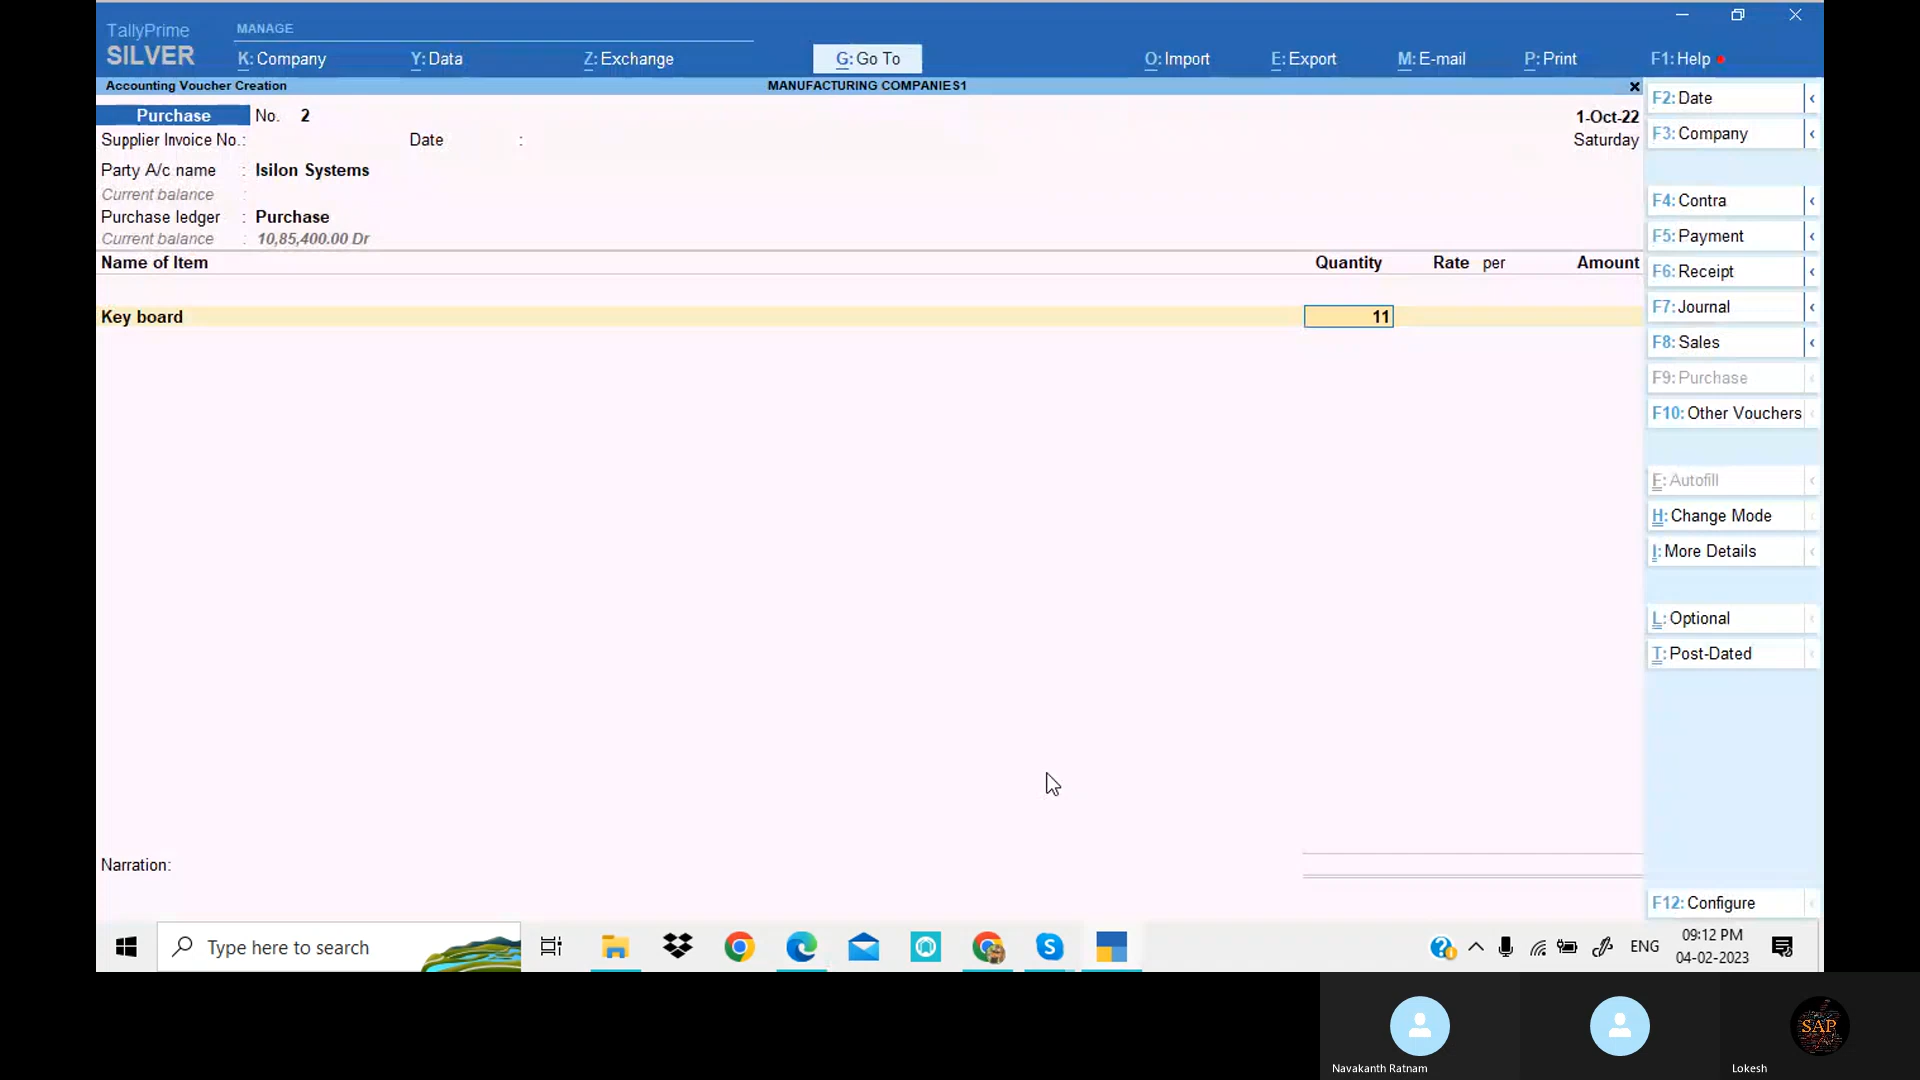 TallyPrime
SILVER
MANAGE
K: Company
Y: Data
Z: Exchange
G: Go To
O: Import
E: Export
M: E-mail
P: Print
F1: Help
Accounting Voucher Creation
MANUFACTURING COMPANIES1
Purchase No. 2
1-Oct-22
Supplier Invoice No.: Date :
Saturday
Party A/c name : Isilon Systems
Current balance :
Purchase ledger : Purchase
Current balance : 10,85,400.00 Dr
Name of Item Quantity Rate per Amount
Key board 11
Narration:
F2: Date
F3: Company
F4: Contra
F5: Payment
F6: Receipt
F7: Journal
F8: Sales
F9: Purchase
F10: Other Vouchers
F: Autofill
H: Change Mode
I: More Details
L: Optional
T: Post-Dated
F12: Configure
Type here to search
ENG
09:12 PM
04-02-2023
Navakanth Ratnam
SAP
Lokesh